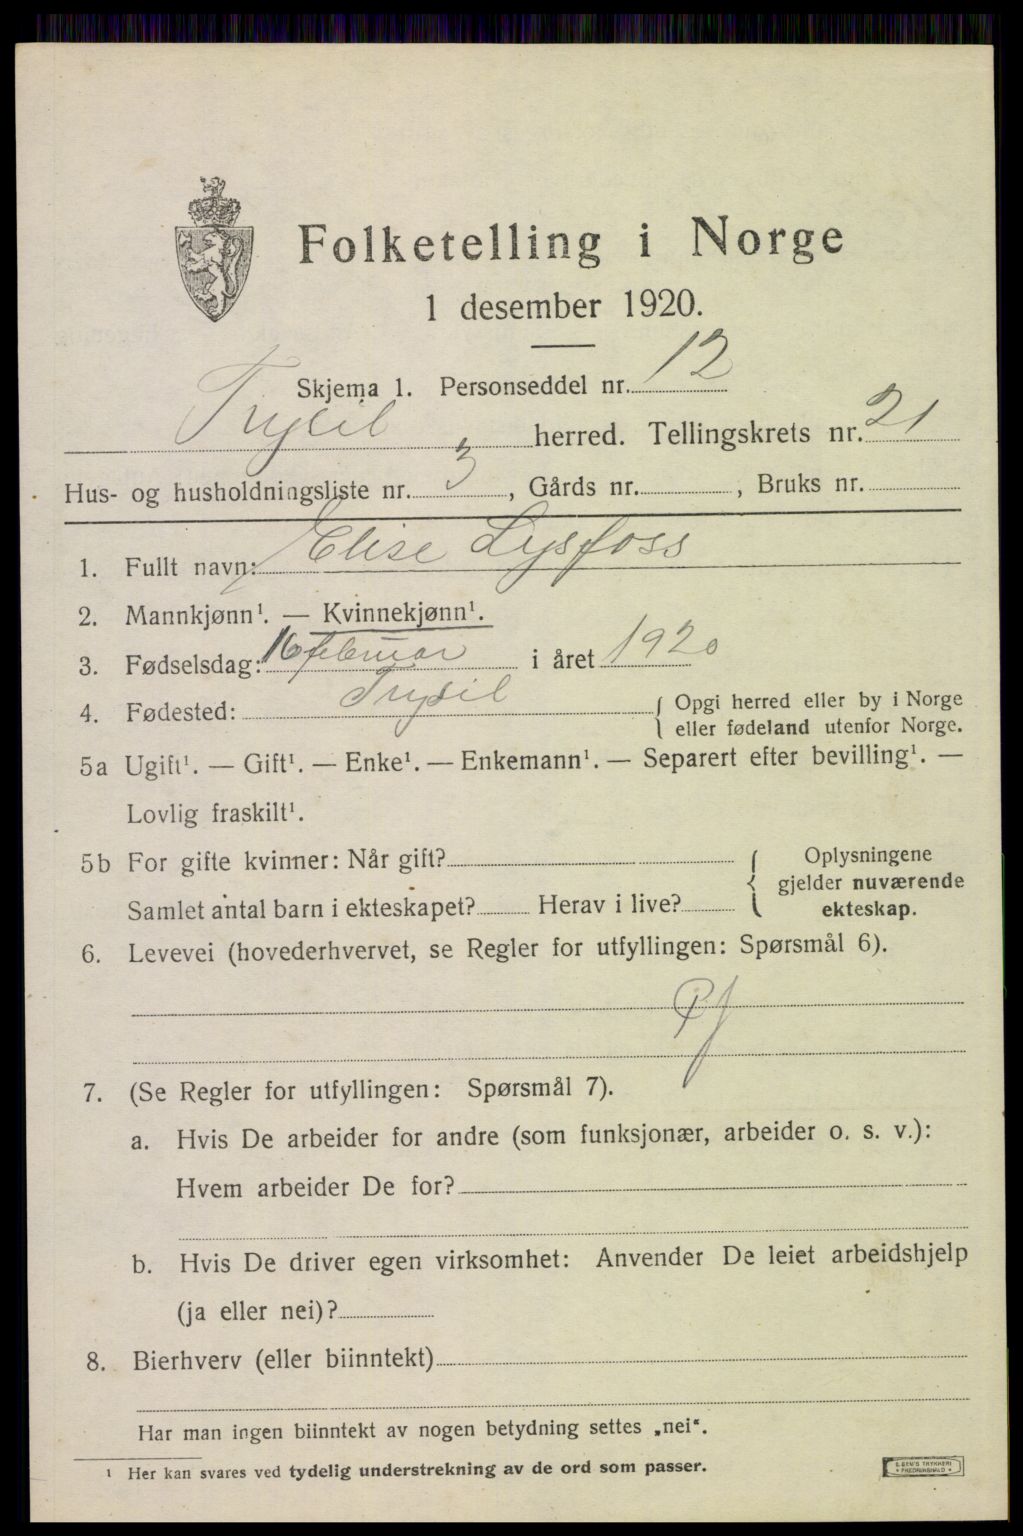 Folketelling i Norge
1 desember 1920.
Skjema 1. Personseddel nr. 12
Trysil herred. Tellingskrets nr. 21
Hus- og husholdningsliste nr. 3, Gårds nr. , Bruks nr.
1. Fullt navn: Elise Lysfoss
2. Mannkjønn¹. — Kvinnekjønn¹.
3. Fødselsdag: 16 februar i året 1920
4. Fødested: Trysil { Opgi herred eller by i Norge
eller fødeland utenfor Norge.
5a Ugift¹. — Gift¹. — Enke¹. — Enkemann¹. — Separert efter bevilling¹. —
Lovlig fraskilt¹.
5b For gifte kvinner: Når gift?
Samlet antal barn i ekteskapet? Herav i live?
{ Oplysningene
gjelder nuværende
ekteskap.
6. Levevei (hovederhvervet, se Regler for utfyllingen: Spørsmål 6).
7. (Se Regler for utfyllingen: Spørsmål 7).
a. Hvis De arbeider for andre (som funksjonær, arbeider o. s. v.):
Hvem arbeider De for?
b. Hvis De driver egen virksomhet: Anvender De leiet arbeidshjelp
(ja eller nei)?
8. Bierhverv (eller biinntekt)
Har man ingen biinntekt av nogen betydning settes „nei".
¹ Her kan svares ved tydelig understrekning av de ord som passer.